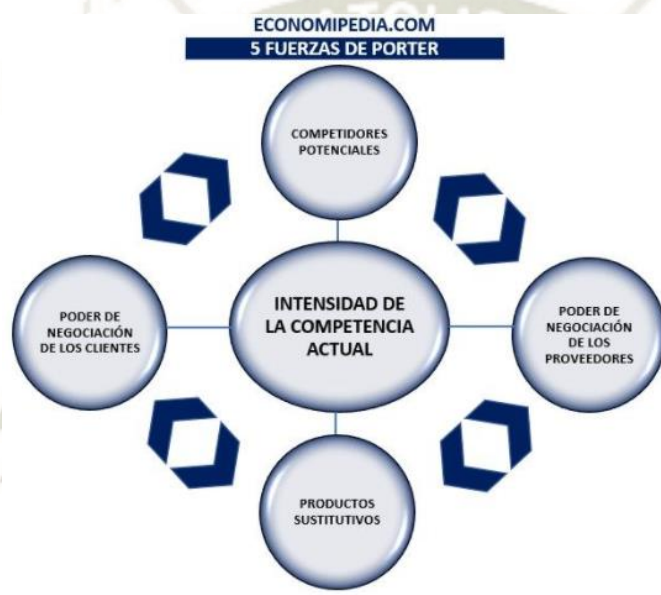 ECONOMIPEDIA.COM
5 FUERZAS DE PORTER
COMPETIDORES
POTENCIALES
PODER DE
NEGOCIACIÓN
DE LOS CLIENTES
INTENSIDAD DE
LA COMPETENCIA
ACTUAL
PODER DE
NEGOCIACIÓN
DE LOS
PROVEEDORES
PRODUCTOS
SUSTITUTIVOS